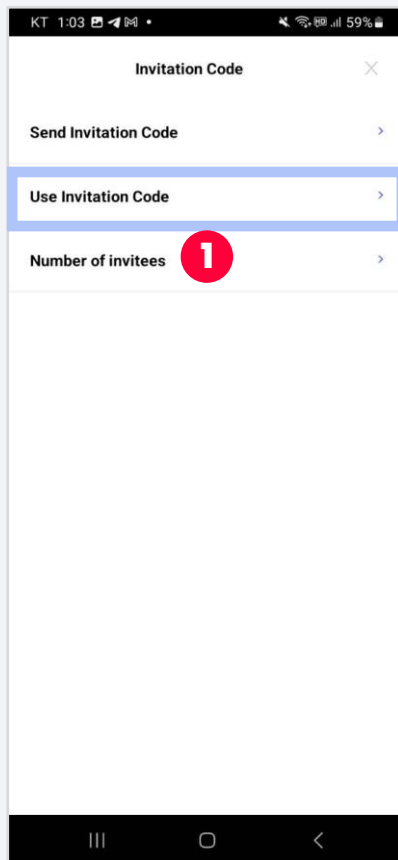 KT 1:03 59%
Invitation Code
Send Invitation Code
Use Invitation Code
Number of invitees
1